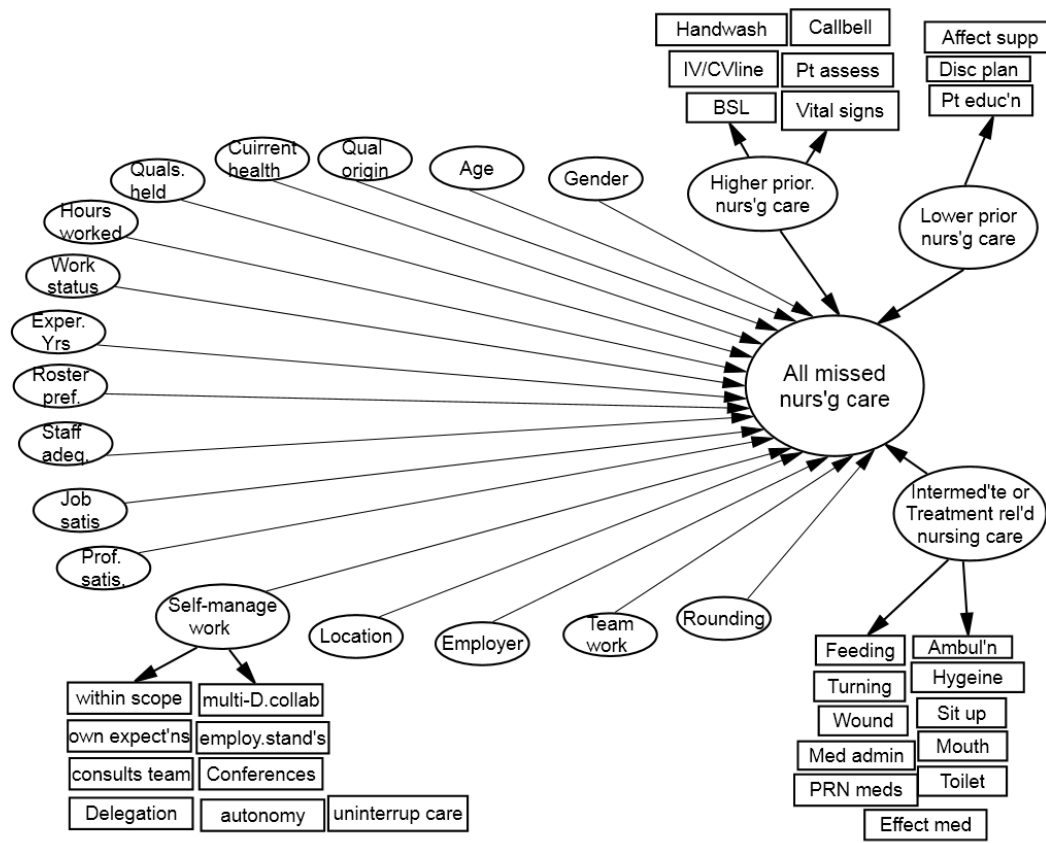 Handwash
Callbell
IV/CVline
Pt assess
BSL
Vital signs
Affect supp
Disc plan
Pt educ'n
Higher prior.
nurs'g care
Lower prior
nurs'g care
Gender
Age
Qual
origin
Cuirrent
health
Quals.
held
Hours
worked
Work
status
Exper.
Yrs
Roster
pref.
Staff
adeq.
Job
satis
Prof.
satis.
All missed
nurs'g care
Intermed'te or
Treatment rel'd
nursing care
Self-manage
work
Location
Employer
Team
work
Rounding
within scope
multi-D.collab
own expect'ns
employ.stand's
consults team
Conferences
Delegation
autonomy
uninterrup care
Feeding
Ambul'n
Turning
Hygeine
Wound
Sit up
Med admin
Mouth
PRN meds
Toilet
Effect med